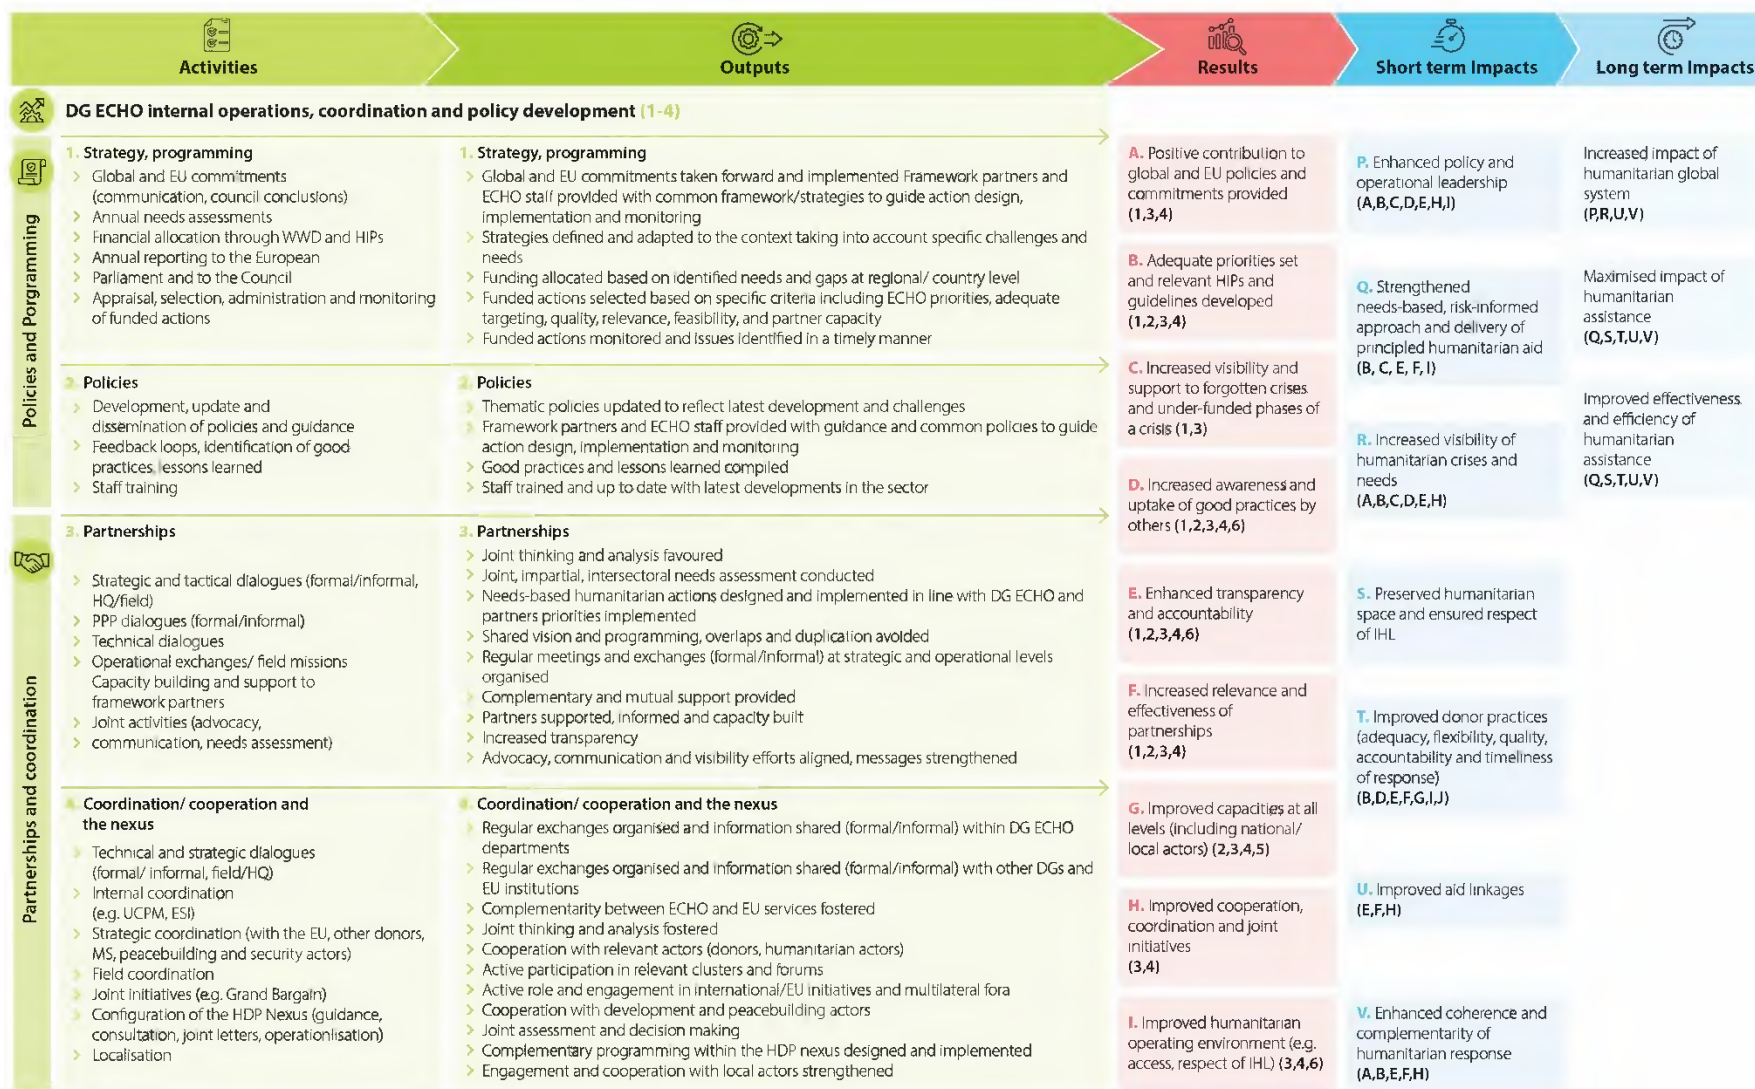 Activities
Outputs
Results
Short term Impacts
Long term Impacts
DG ECHO internal operations, coordination and policy development (1-4)
Policies and Porgramming
1. Strategy, programming
> Global and EU commitments
(communication, council conclusions)
> Annual needs assessments
> Financial allocation through WWD and HIPs
> Annual reporting to the European
> Parliament and to the Council
> Appraisal, selection, administration and monitoring
of funded actions
1. Strategy, programming
> Global and EU commitments taken forward and implemented Framework partners and
ECHO staff provided with common framework/strategies to guide action design,
implementation and monitoring
> Strategies defined and adapted to the context taking into account specific challenges and
needs
> Funding allocated based on identified needs and gaps at regional/ country level
> Funded actions selected based on specific criteria including ECHO priorities, adequate
targeting, quality, relevance, feasibility, and partner capacity
> Funded actions monitored and issues identified in a timely manner
2. Policies
> Development, update and
dissemination of policies and guidance
> Feedback loops, identification of good
practices, lessons learned
> Staff training
2. Policies
> Thematic policies updated to reflect latest development and challenges
> Framework partners and ECHO staff provided with guidance and common policies to guide
action design, implementation and monitoring
> Good practices and lessons learned compiled
> Staff trained and up to date with latest developments in the sector
Partnerships and coordination
3. Partnerships
> Strategic and tactical dialogues (formal/informal,
HQ/field)
> PPP dialogues (formal/informal)
> Technical dialogues
> Operational exchanges/ field missions
Capacity building and support to
framework partners
> Joint activities (advocacy,
> communication, needs assessment)
3. Partnerships
> Joint thinking and analysis favoured
> Joint, impartial, intersectoral needs assessment conducted
> Needs-based humanitarian actions designed and implemented in line with DG ECHO and
partners priorities implemented
> Shared vision and programming, overlaps and duplication avoided
> Regular meetings and exchanges (formal/informal) at strategic and operational levels
organised
> Complementary and mutual support provided
> Partners supported, informed and capacity built
> Increased transparency
> Advocacy, communication and visibility efforts aligned, messages strengthened
4. Coordination/ cooperation and
the nexus
> Technical and strategic dialogues
(formal/ informal, field/HQ)
> Internal coordination
(e.g. UCPM, ESI)
> Strategic coordination (with the EU, other donors,
MS, peacebuilding and security actors)
> Field coordination
> Joint initiatives (e.g. Grand Bargain)
> Configuration of the HDP Nexus (guidance,
consultation, joint letters, operationlisation)
> Localisation
4. Coordination/ cooperation and the nexus
> Regular exchanges organised and information shared (formal/informal) within DG ECHO
departments
> Regular exchanges organised and information shared (formal/informal) with other DGs and
EU institutions
> Complementarity between ECHO and EU services fostered
> Joint thinking and analysis fostered
> Cooperation with relevant actors (donors, humanitarian actors)
> Active participation in relevant clusters and forums
> Active role and engagement in international/EU initiatives and multilateral fora
> Cooperation with development and peacebuilding actors
> Joint assessment and decision making
> Complementary programming within the HDP nexus designed and implemented
> Engagement and cooperation with local actors strengthened
A. Positive contribution to
global and EU policies and
commitments provided
(1,3,4)
B. Adequate priorities set
and relevant HIPs and
guidelines developed
(1,2,3,4)
C. Increased visibility and
support to forgotten crises
and under-funded phases of
a crisis (1,3)
D. Increased awareness and
uptake of good practices by
others (1,2,3,4,6)
E. Enhanced transparency
and accountability
(1,2,3,4,6)
F. Increased relevance and
effectiveness of
partnerships
(1,2,3,4)
G. Improved capacities at all
levels (including national/
local actors) (2,3,4,5)
H. Improved cooperation,
coordination and joint
initiatives
(3,4)
I. Improved humanitarian
operating environment (e.g.
access, respect of IHL) (3,4,6)
P. Enhanced policy and
operational leadership
(A,B,C,D,E,H,I)
Q. Strengthened
needs-based, risk-informed
approach and delivery of
principled humanitarian aid
(B, C, E, F, I)
R. Increased visibility of
humanitarian crises and
needs
(A,B,C,D,E,H)
S. Preserved humanitarian
space and ensured respect
of IHL
T. Improved donor practices
(adequacy, flexibility, quality,
accountability and timeliness
of response)
(B,D,E,F,G,I,J)
U. Improved aid linkages
(E,F,H)
V. Enhanced coherence and
complementarity of
humanitarian response
(A,B,E,F,H)
Increased impact of
humanitarian global
system
(P,R,U,V)
Maximised impact of
humanitarian
assistance
(Q,S,T,U,V)
Improved effectiveness
and efficiency of
humanitarian
assistance
(Q,S,T,U,V)